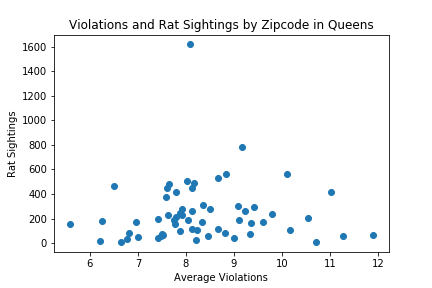 Violations and Rat Sightings by Zipcode in Queens
1600
1400
1200
1000
800
600
400
200
0
Rat Sightings
6 7 8 9 10 11 12
Average Violations